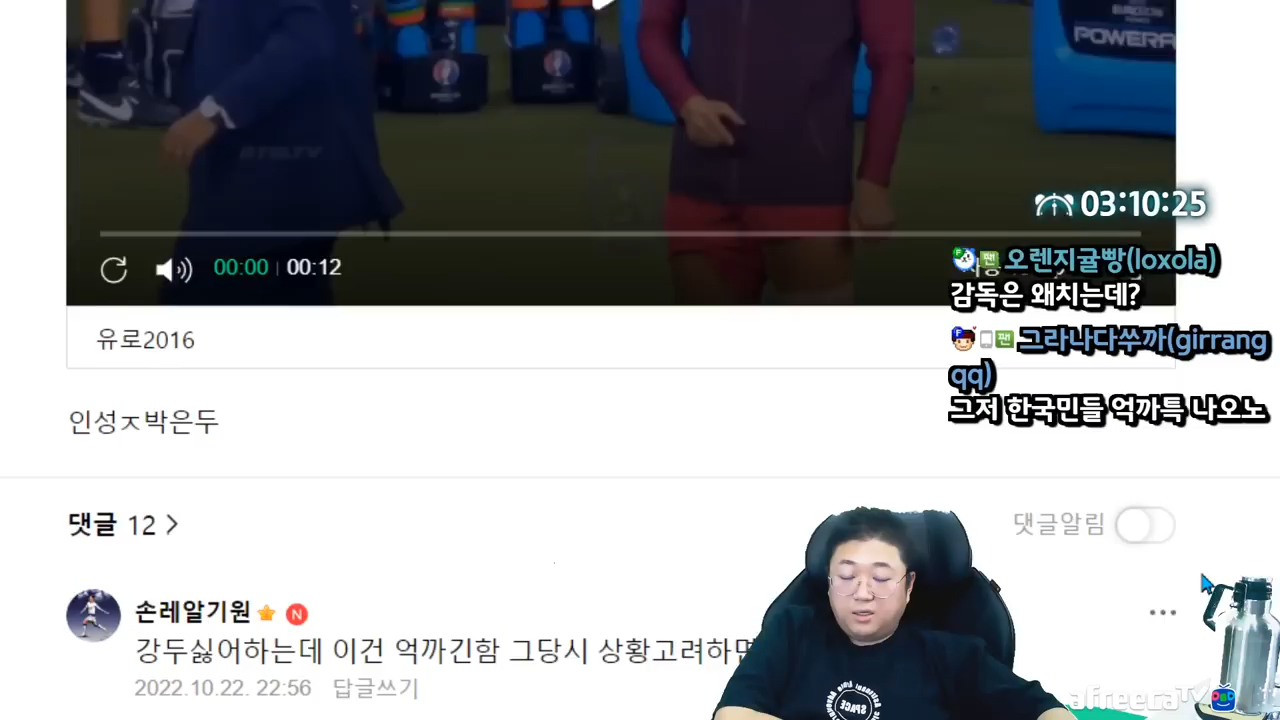 POWERA
03:10:25
오렌지귤빵(loxola)
감독은 왜치는데?
그라나다쑤까(girrang
qq)
그저 한국민들 억까특 나오노
00:00 | 00:12
유로2016
인성ㅈ박은두
댓글 12 >
댓글알림
손레알기원
N
강두싫어하는데 이건 억까긴함 그당시 상황고려하면
2022.10.22. 22:56 답글쓰기
SPACE
afreecaTV